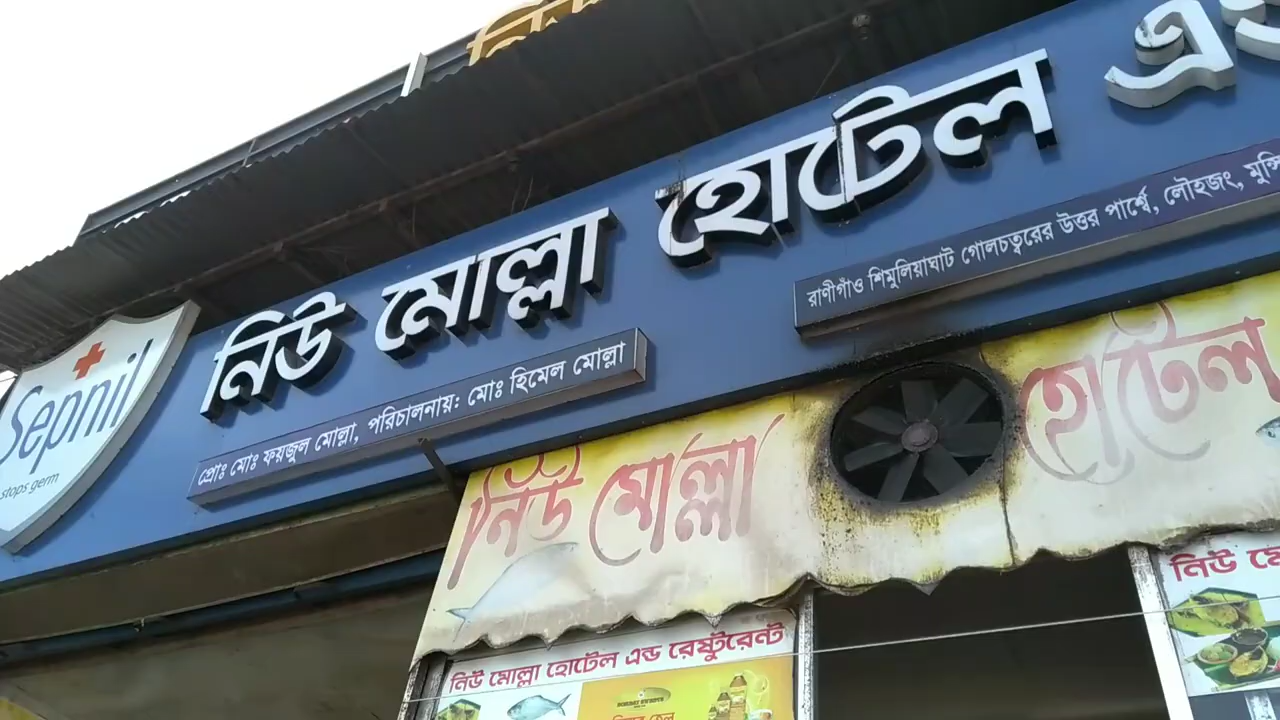 নিউ মোল্লা হোটেল
Sepnil
stops germ
প্রোঃ মোঃ ফয়জুল মোল্লা, পরিচালনায়: মোঃ হিমেল মোল্লা
রাণীগাঁও শিমুলিয়াঘাট গোলচত্বরের উত্তর পার্শ্বে, লৌহজং,
নিউ মোল্লা হোটেল
নিউ মোল্লা হোটেল এন্ড রেষ্টুরেন্ট
নিউ